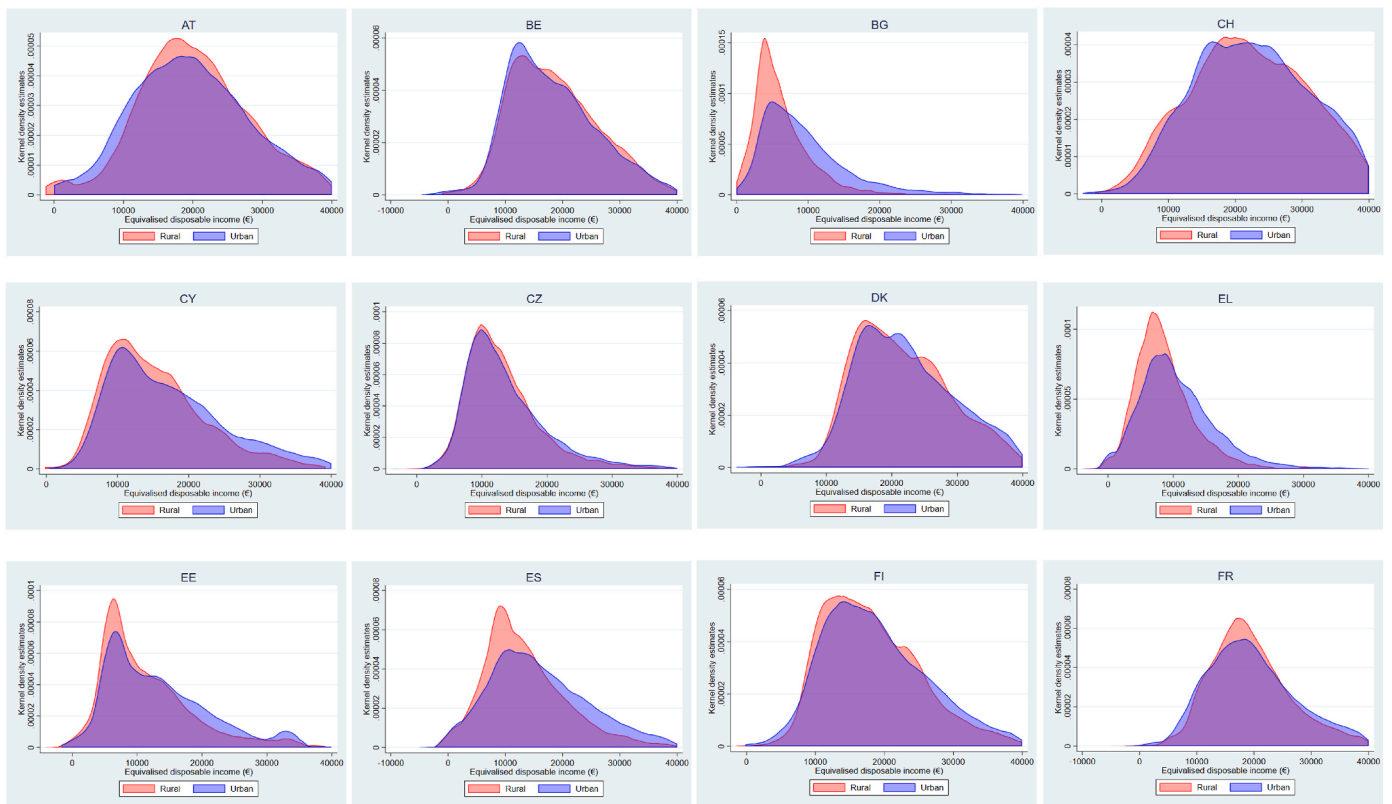 AT
Kernel density estimates
0 .00001 .00002 .00003 .00004 .00005
0 10000 20000 30000 40000
Equivalised disposable income (€)
Rural Urban
BE
Kernel density estimates
0 .00002 .00004 .00006
-10000 0 10000 20000 30000 40000
Equivalised disposable income (€)
Rural Urban
BG
Kernel density estimates
0 .00005 .0001 .00015
0 10000 20000 30000 40000
Equivalised disposable income (€)
Rural Urban
CH
Kernel density estimates
0 .00001 .00002 .00003 .00004
0 10000 20000 30000 40000
Equivalised disposable income (€)
Rural Urban
CY
Kernel density estimates
0 .00002 .00004 .00006 .00008
0 10000 20000 30000 40000
Equivalised disposable income (€)
Rural Urban
CZ
Kernel density estimates
0 .00002 .00004 .00006 .00008 .0001
0 10000 20000 30000 40000
Equivalised disposable income (€)
Rural Urban
DK
Kernel density estimates
0 .00002 .00004 .00006
0 10000 20000 30000 40000
Equivalised disposable income (€)
Rural Urban
EL
Kernel density estimates
0 .00005 .0001
0 10000 20000 30000 40000
Equivalised disposable income (€)
Rural Urban
EE
Kernel density estimates
0 .00002 .00004 .00006 .00008 .0001
0 10000 20000 30000 40000
Equivalised disposable income (€)
Rural Urban
ES
Kernel density estimates
0 .00002 .00004 .00006 .00008
-10000 0 10000 20000 30000 40000
Equivalised disposable income (€)
Rural Urban
FI
Kernel density estimates
0 .00002 .00004 .00006
0 10000 20000 30000 40000
Equivalised disposable income (€)
Rural Urban
FR
Kernel density estimates
0 .00002 .00004 .00006 .00008
-10000 0 10000 20000 30000 40000
Equivalised disposable income (€)
Rural Urban